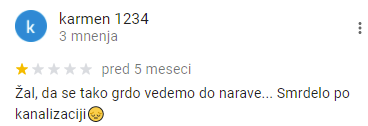 k
karmen 1234
3 mnenja
pred 5 meseci
Žal, da se tako grdo vedemo do narave... Smrdelo po
kanalizaciji😞